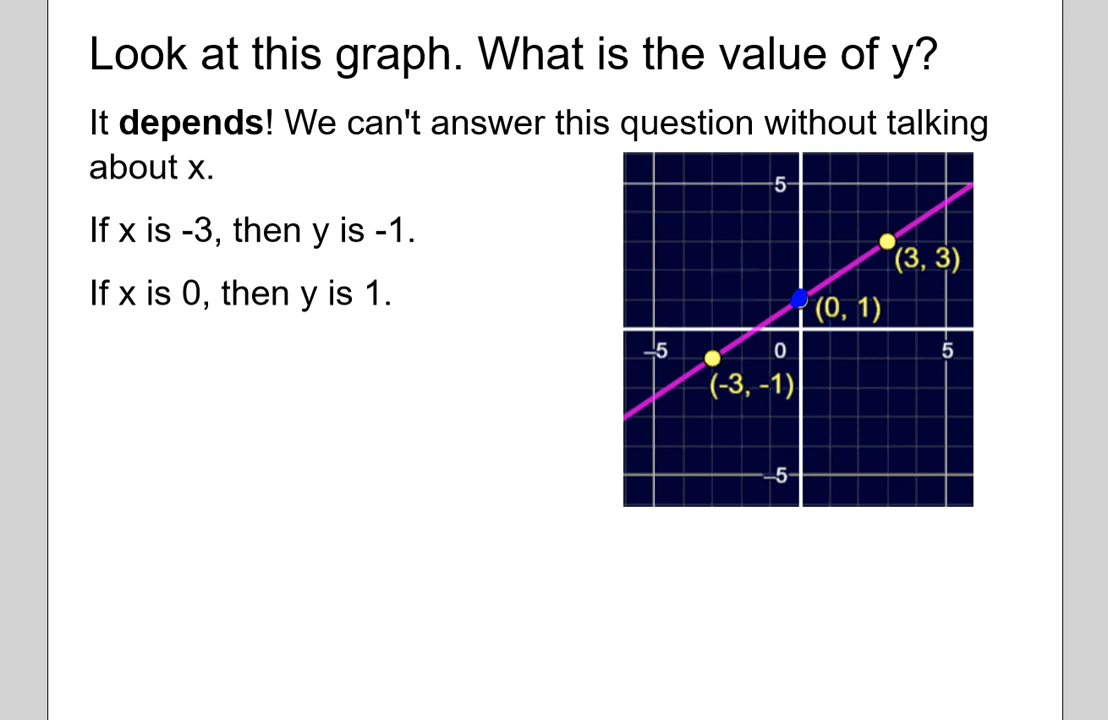 Look at this graph. What is the value of y?
It depends! We can't answer this question without talking
about x.
If x is -3, then y is -1.
If x is 0, then y is 1.
5
(3, 3)
(0, 1)
–5
0
5
(-3, -1)
–5